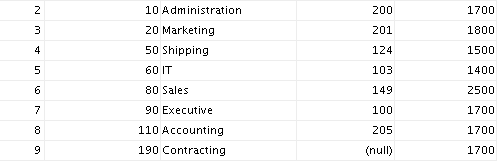 2 10 Administration 200 1700
3 20 Marketing 201 1800
4 50 Shipping 124 1500
5 60 IT 103 1400
6 80 Sales 149 2500
7 90 Executive 100 1700
8 110 Accounting 205 1700
9 190 Contracting (null) 1700